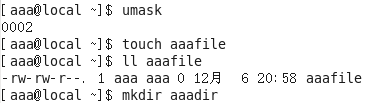 [aaa@local ~]$ umask
0002
[aaa@local ~]$ touch aaafile
[aaa@local ~]$ ll aaafile
-rw-rw-r--. 1 aaa aaa 0 12月  6 20:58 aaafile
[aaa@local ~]$ mkdir aaadir